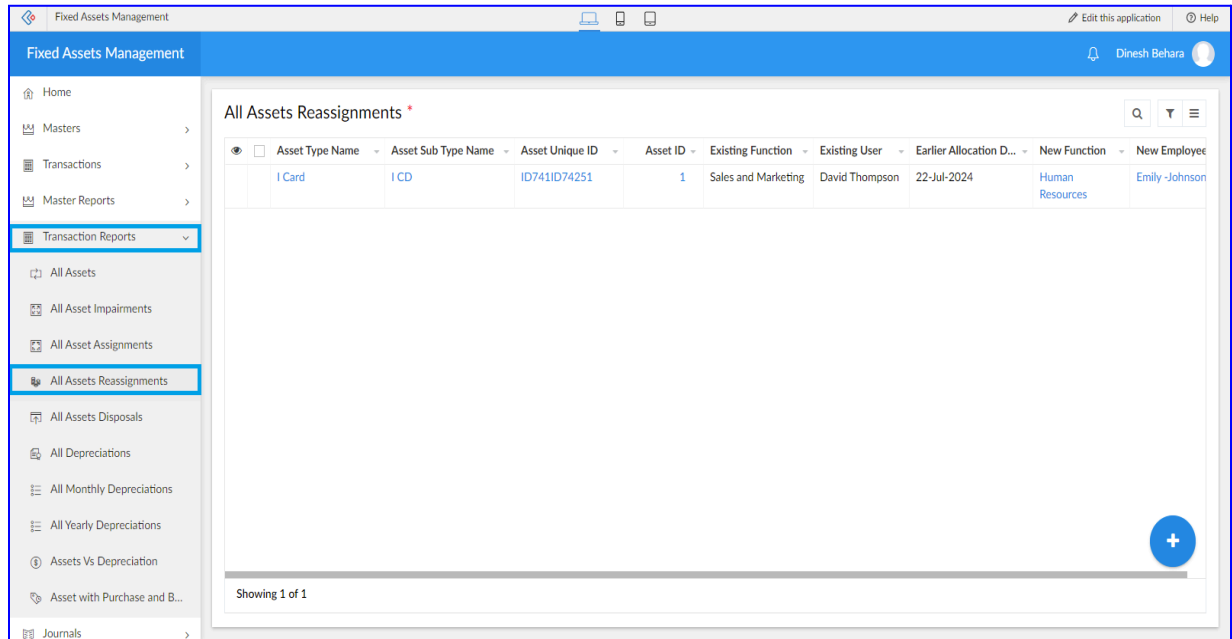 Fixed Assets Management
Edit this application
Help
Fixed Assets Management
Dinesh Behara
Home
Masters
Transactions
Master Reports
Transaction Reports
All Assets
All Asset Impairments
All Asset Assignments
All Assets Reassignments
All Assets Disposals
All Depreciations
All Monthly Depreciations
All Yearly Depreciations
Assets Vs Depreciation
Asset with Purchase and B...
Journals
All Assets Reassignments *
Asset Type Name Asset Sub Type Name Asset Unique ID Asset ID Existing Function Existing User Earlier Allocation D... New Function New Employee
I Card I CD ID741ID74251 1 Sales and Marketing David Thompson 22-Jul-2024 Human Emily -Johnson
Resources
Showing 1 of 1